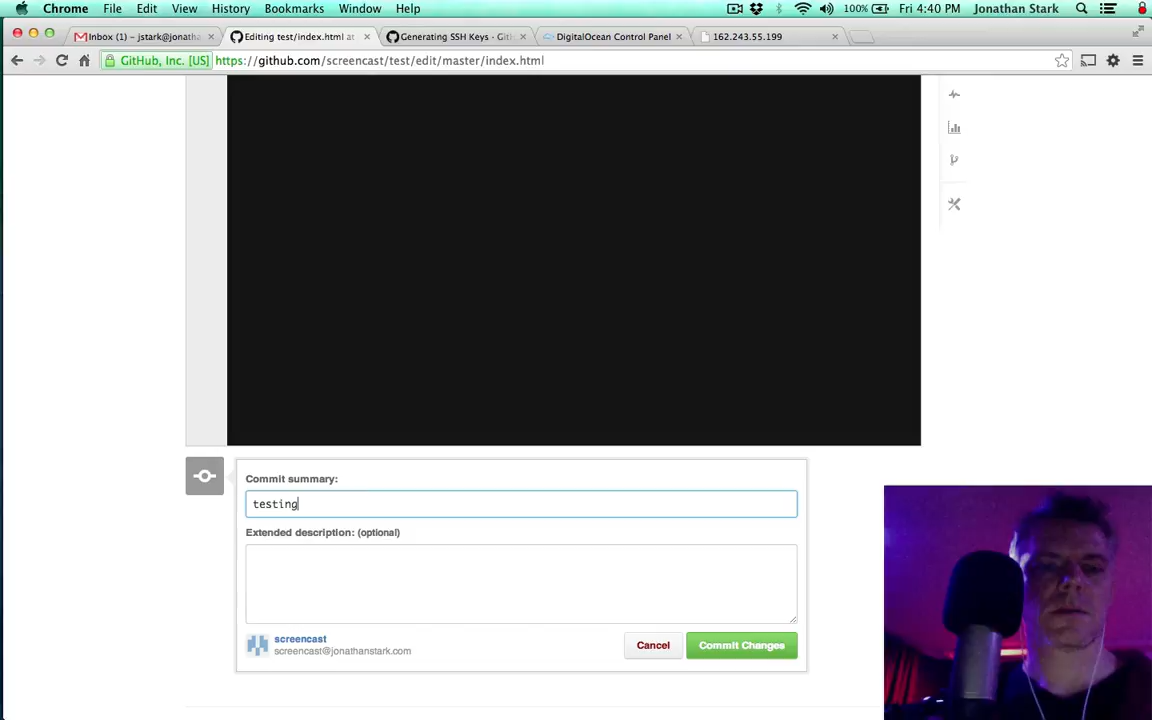 Chrome File Edit View History Bookmarks Window Help 100% Fri 4:40 PM Jonathan Stark
Inbox (1) – jstark@jonatha
Editing test/index.html at
Generating SSH Keys · GitH
DigitalOcean Control Panel
162.243.55.199
GitHub, Inc. [US] https://github.com/screencast/test/edit/master/index.html
Commit summary:
testing
Extended description: (optional)
screencast
screencast@jonathanstark.com
Cancel
Commit Changes